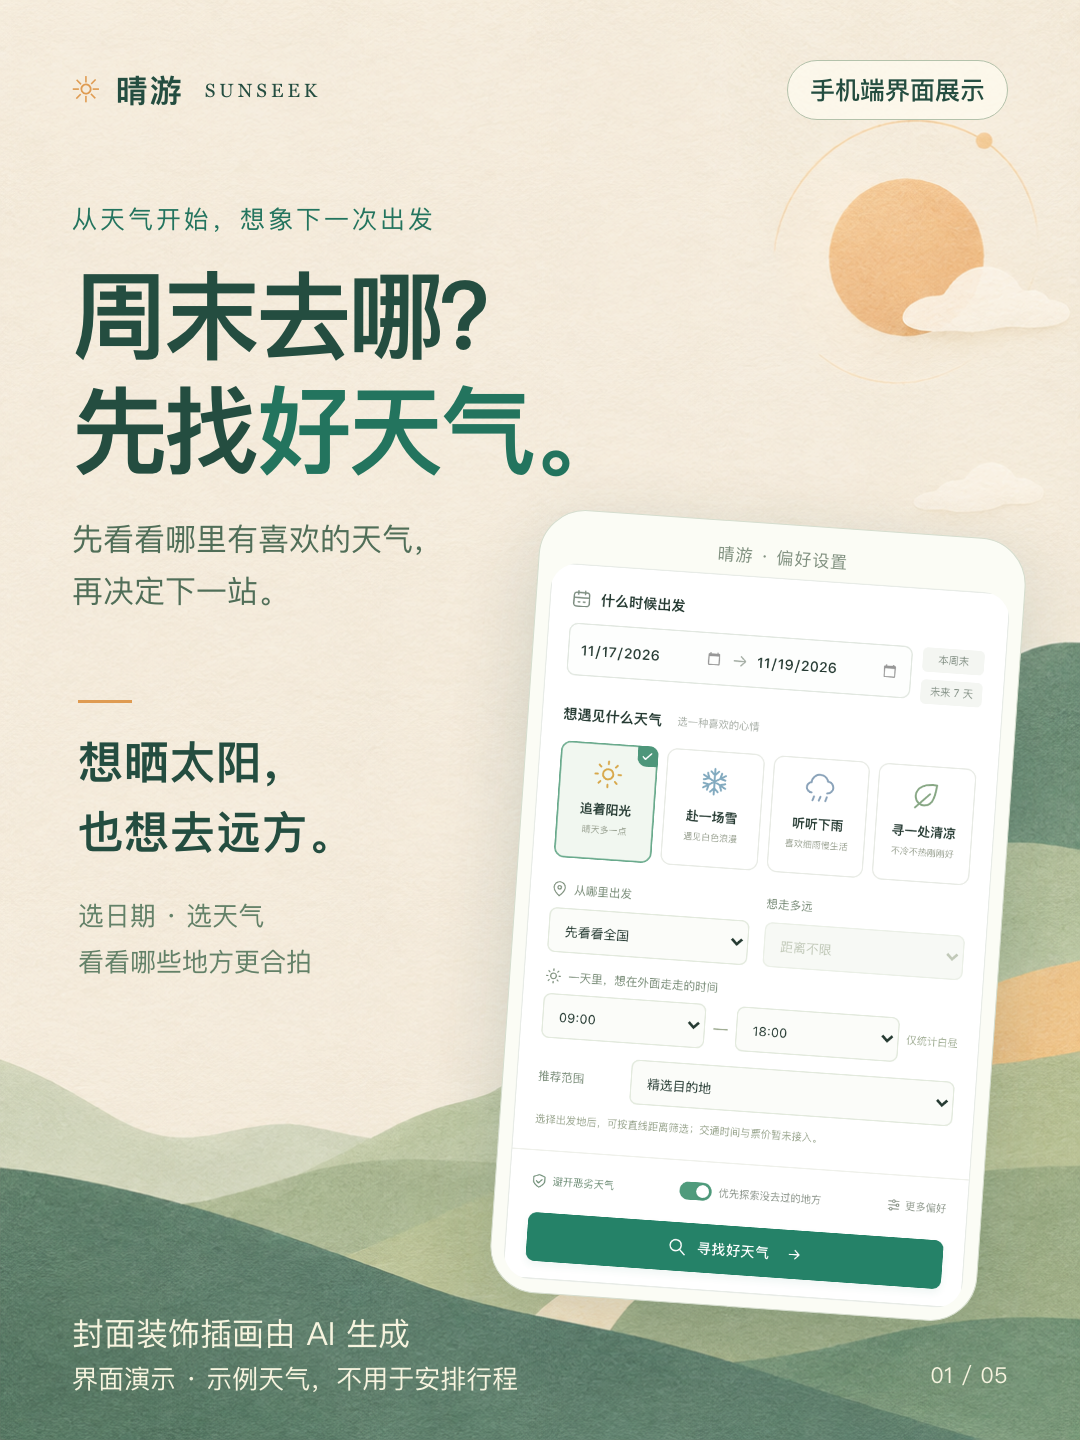 晴游 SUNSEEK
手机端界面展示
从天气开始，想象下一次出发
周末去哪？
先找好天气。
先看看哪里有喜欢的天气，
再决定下一站。
想晒太阳，
也想去远方。
选日期 · 选天气
看看哪些地方更合拍
晴游 · 偏好设置
什么时候出发
11/17/2026 → 11/19/2026
本周末
未来 7 天
想遇见什么天气 选一种喜欢的心情
追着阳光
晴天多一点
赴一场雪
遇见白色浪漫
听听下雨
喜欢细雨慢生活
寻一处清凉
不冷不热刚刚好
从哪里出发
想走多远
先看看全国
距离不限
一天里，想在外面走走的时间
09:00 — 18:00 仅统计白昼
推荐范围 精选目的地
选择出发地后，可按直线距离筛选；交通时间与票价暂未接入。
避开恶劣天气
优先探索没去过的地方
更多偏好
寻找好天气 →
封面装饰插画由 AI 生成
界面演示 · 示例天气，不用于安排行程
01 / 05